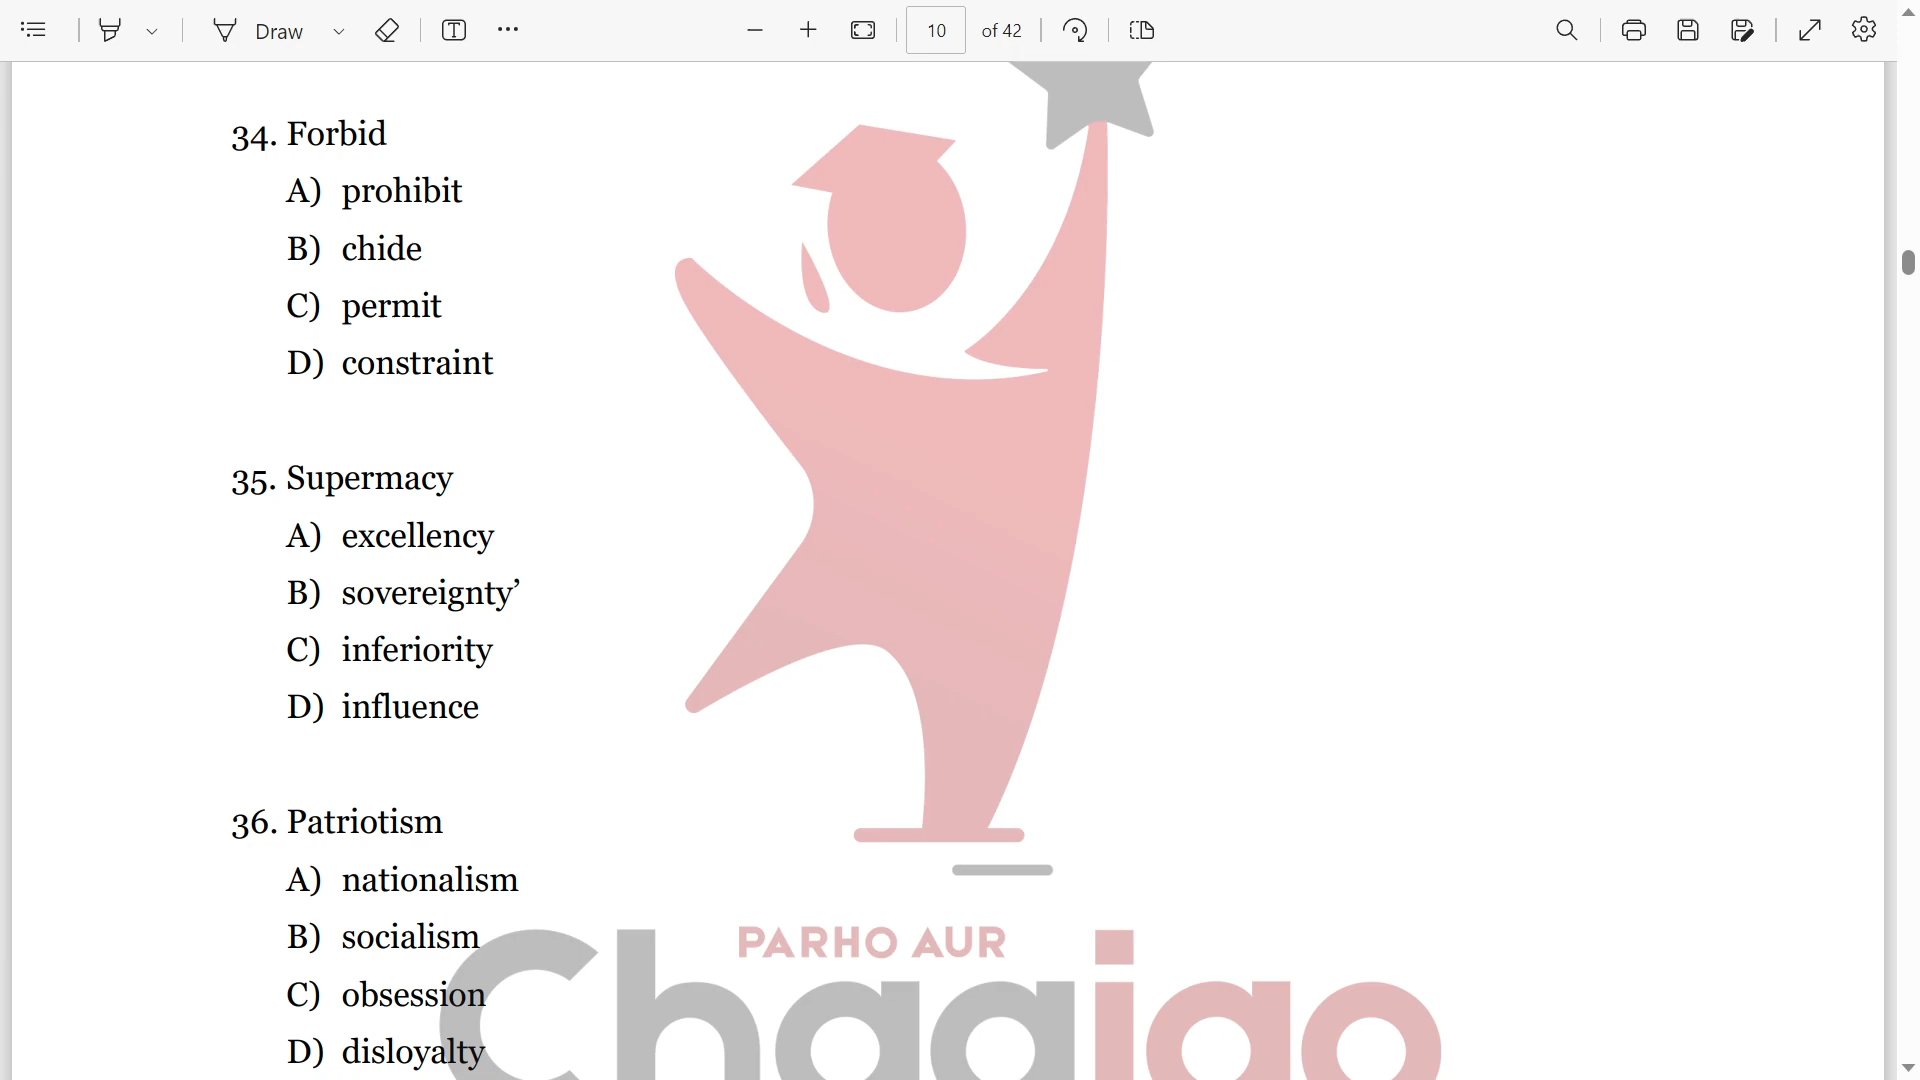 Draw
10 of 42
34. Forbid
A) prohibit
B) chide
C) permit
D) constraint
35. Supermacy
A) excellency
B) sovereignty’
C) inferiority
D) influence
36. Patriotism
A) nationalism
B) socialism
C) obsession
D) disloyalty
PARHO AUR
Chaajao